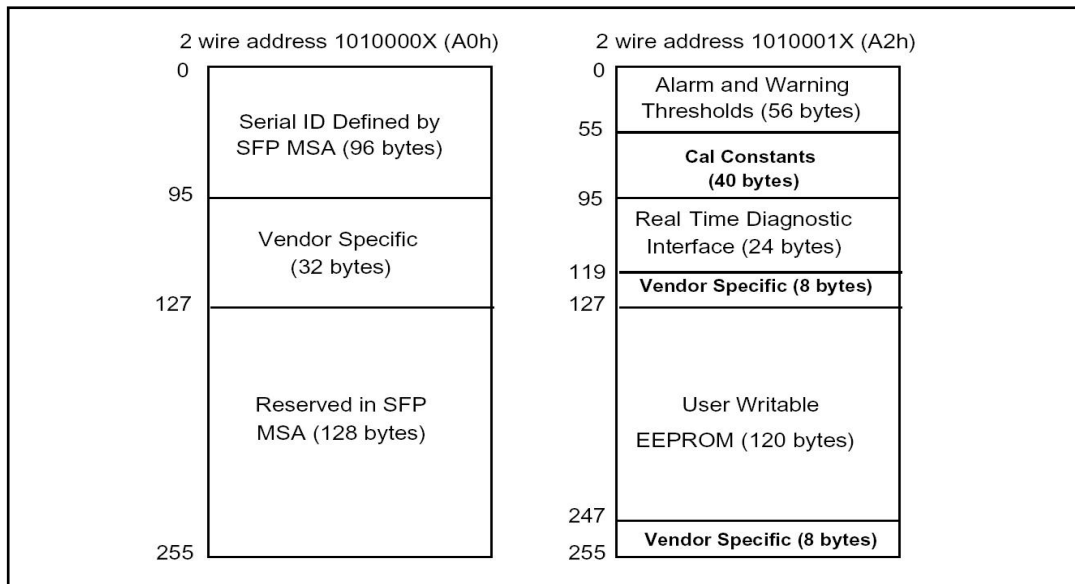 2 wire address 1010000X (A0h)
0
Serial ID Defined by
SFP MSA (96 bytes)
95
Vendor Specific
(32 bytes)
127
Reserved in SFP
MSA (128 bytes)
255
2 wire address 1010001X (A2h)
0
Alarm and Warning
Thresholds (56 bytes)
55
Cal Constants
(40 bytes)
95
Real Time Diagnostic
Interface (24 bytes)
119
Vendor Specific (8 bytes)
127
User Writable
EEPROM (120 bytes)
247
Vendor Specific (8 bytes)
255